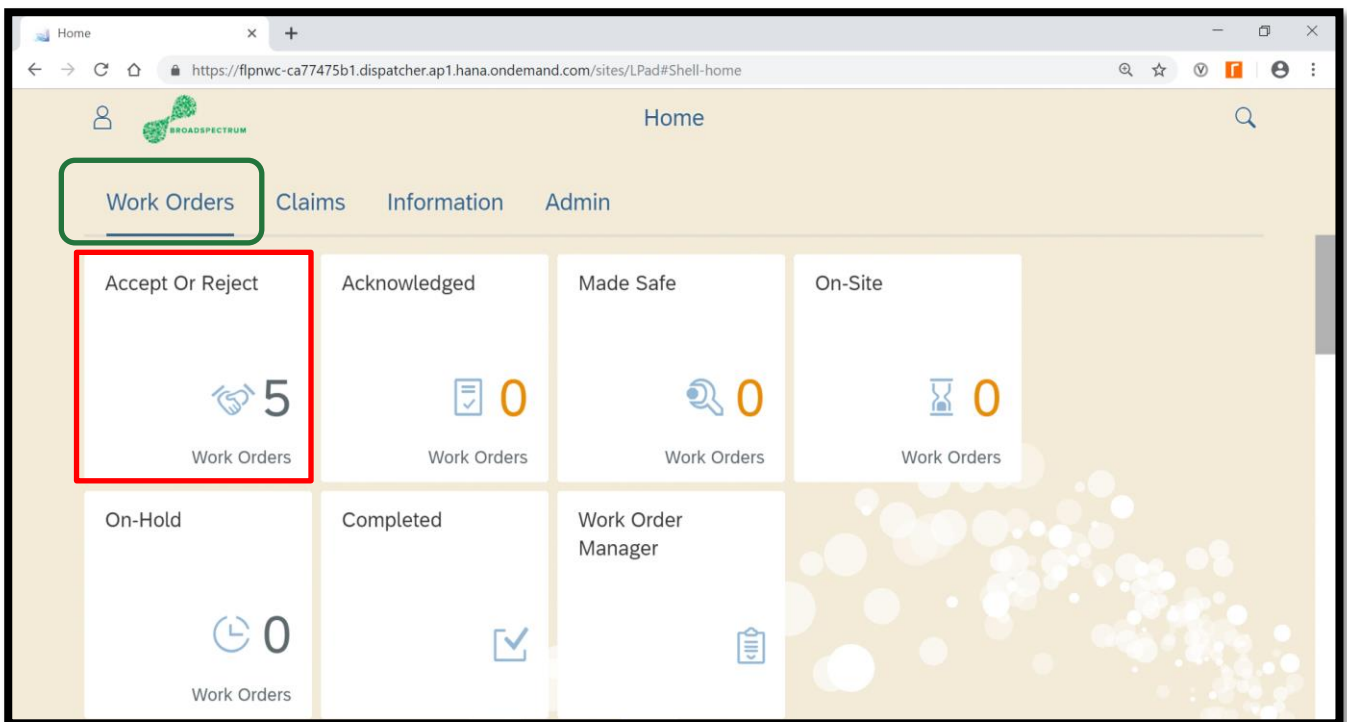 Home
https://flpnwc-ca77475b1.dispatcher.ap1.hana.ondemand.com/sites/LPad#Shell-home
BROADSPECTRUM
Home
Work Orders Claims Information Admin
Accept Or Reject Acknowledged Made Safe On-Site
5 0 0 0
Work Orders Work Orders Work Orders Work Orders
On-Hold Completed Work Order
Manager
0
Work Orders